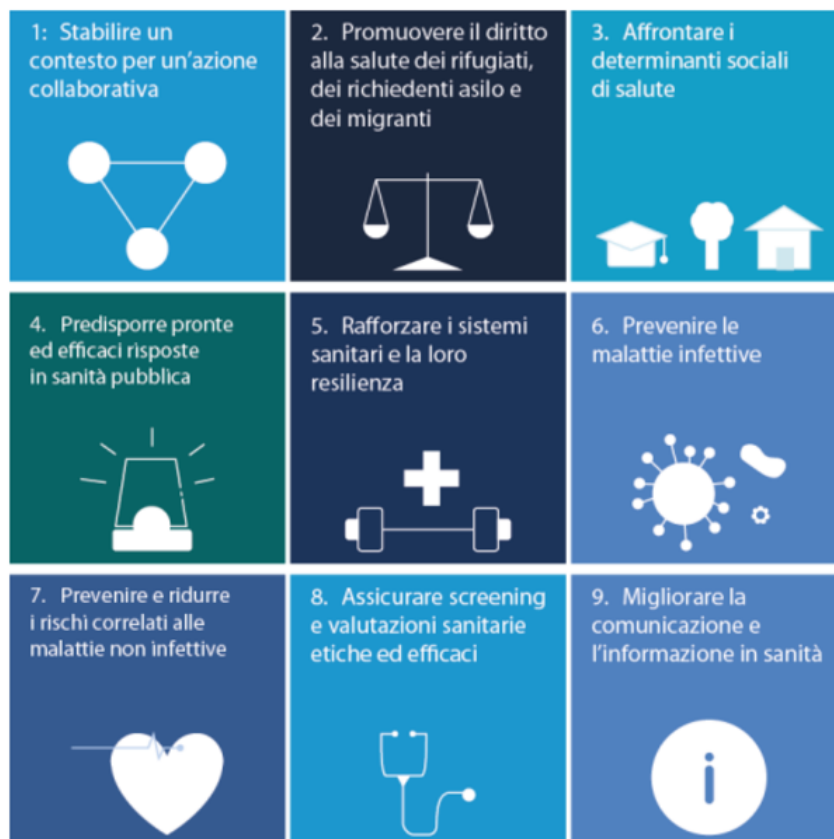 1: Stabilire un
contesto per un'azione
collaborativa
2. Promuovere il diritto
alla salute dei rifugiati,
dei richiedenti asilo e
dei migranti
3. Affrontare i
determinanti sociali
di salute
4. Predisporre pronte
ed efficaci risposte
in sanità pubblica
5. Rafforzare i sistemi
sanitari e la loro
resilienza
6. Prevenire le
malattie infettive
7. Prevenire e ridurre
i rischi correlati alle
malattie non infettive
8. Assicurare screening
e valutazioni sanitarie
etiche ed efficaci
9. Migliorare la
comunicazione e
l'informazione in sanità
i